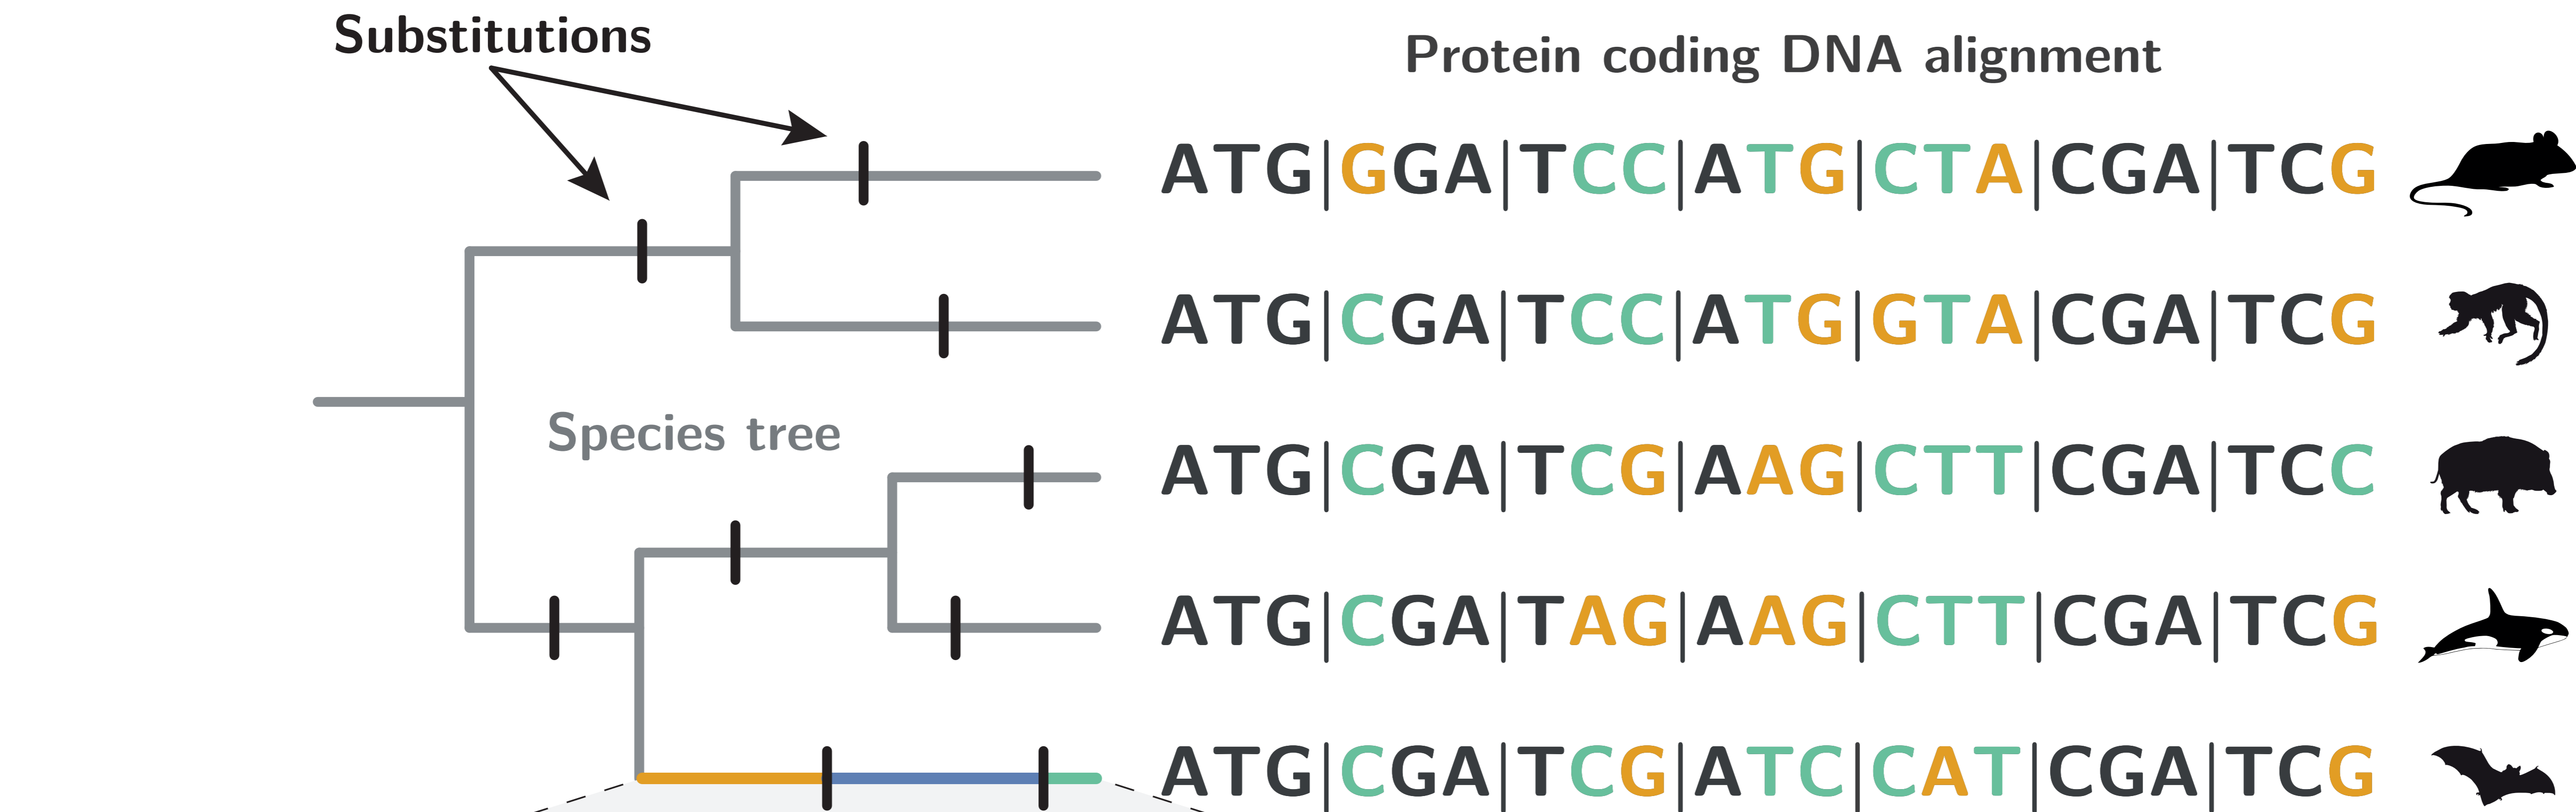 Substitutions
Protein coding DNA alignment
ATG|GGA|TCC|ATG|CTA|CGA|TCG
ATG|CGA|TCC|ATG|GTA|CGA|TCG
Species tree
ATG|CGA|TCG|AAG|CTT|CGA|TCC
ATG|CGA|TAG|AAG|CTT|CGA|TCG
ATG|CGA|TCG|ATC|CAT|CGA|TCG